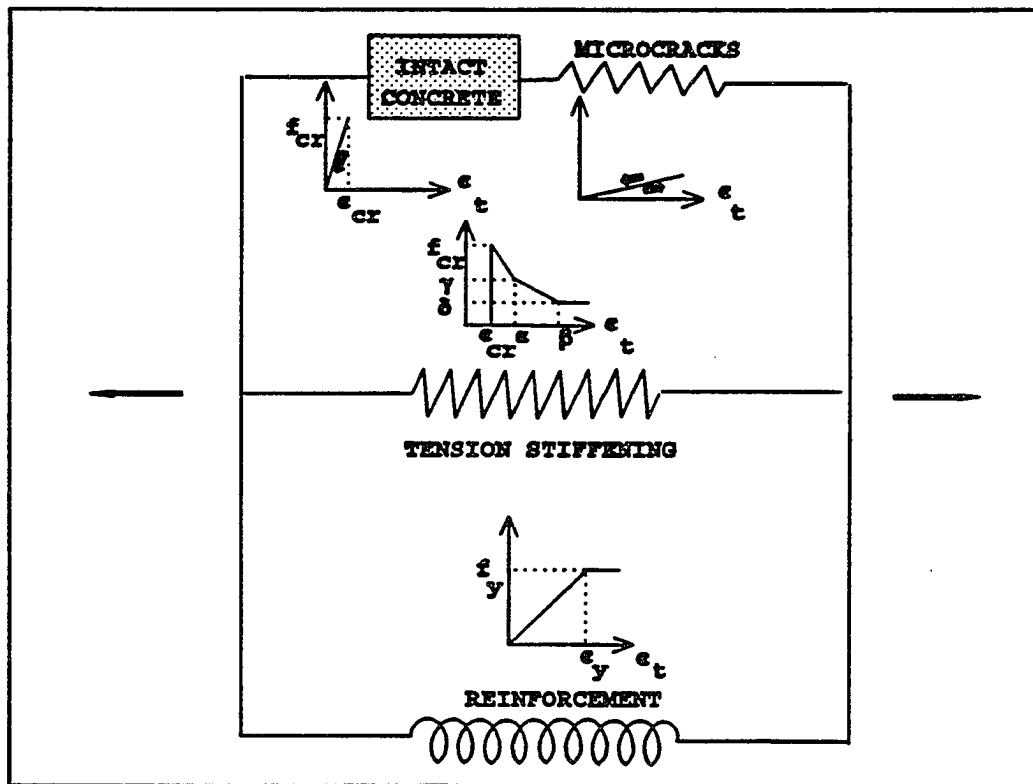 MICROCRACKS
INTACT
CONCRETE
f cr
ε t
ε cr
ε t
f cr
γ
δ
ε cr
α
β
ε t
TENSION STIFFENING
f y
ε y
ε t
REINFORCEMENT